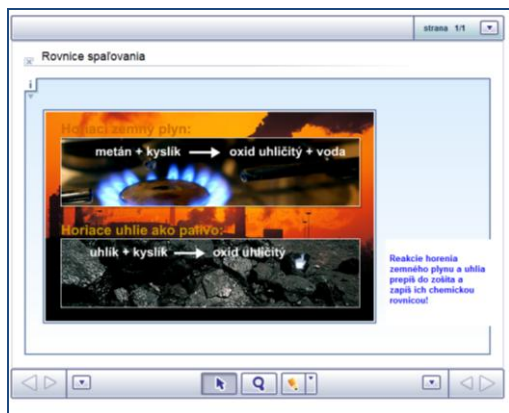 strana 1/1
Rovnice spaľovania
i
Horiaci zemný plyn:
metán + kyslík → oxid uhličitý + voda
Horiace uhlie ako palivo:
uhlík + kyslík → oxid uhličitý
Reakcie horenia
zemného plynu a uhlia
prepíš do zošita a
zapíš ich chemickou
rovnicou!